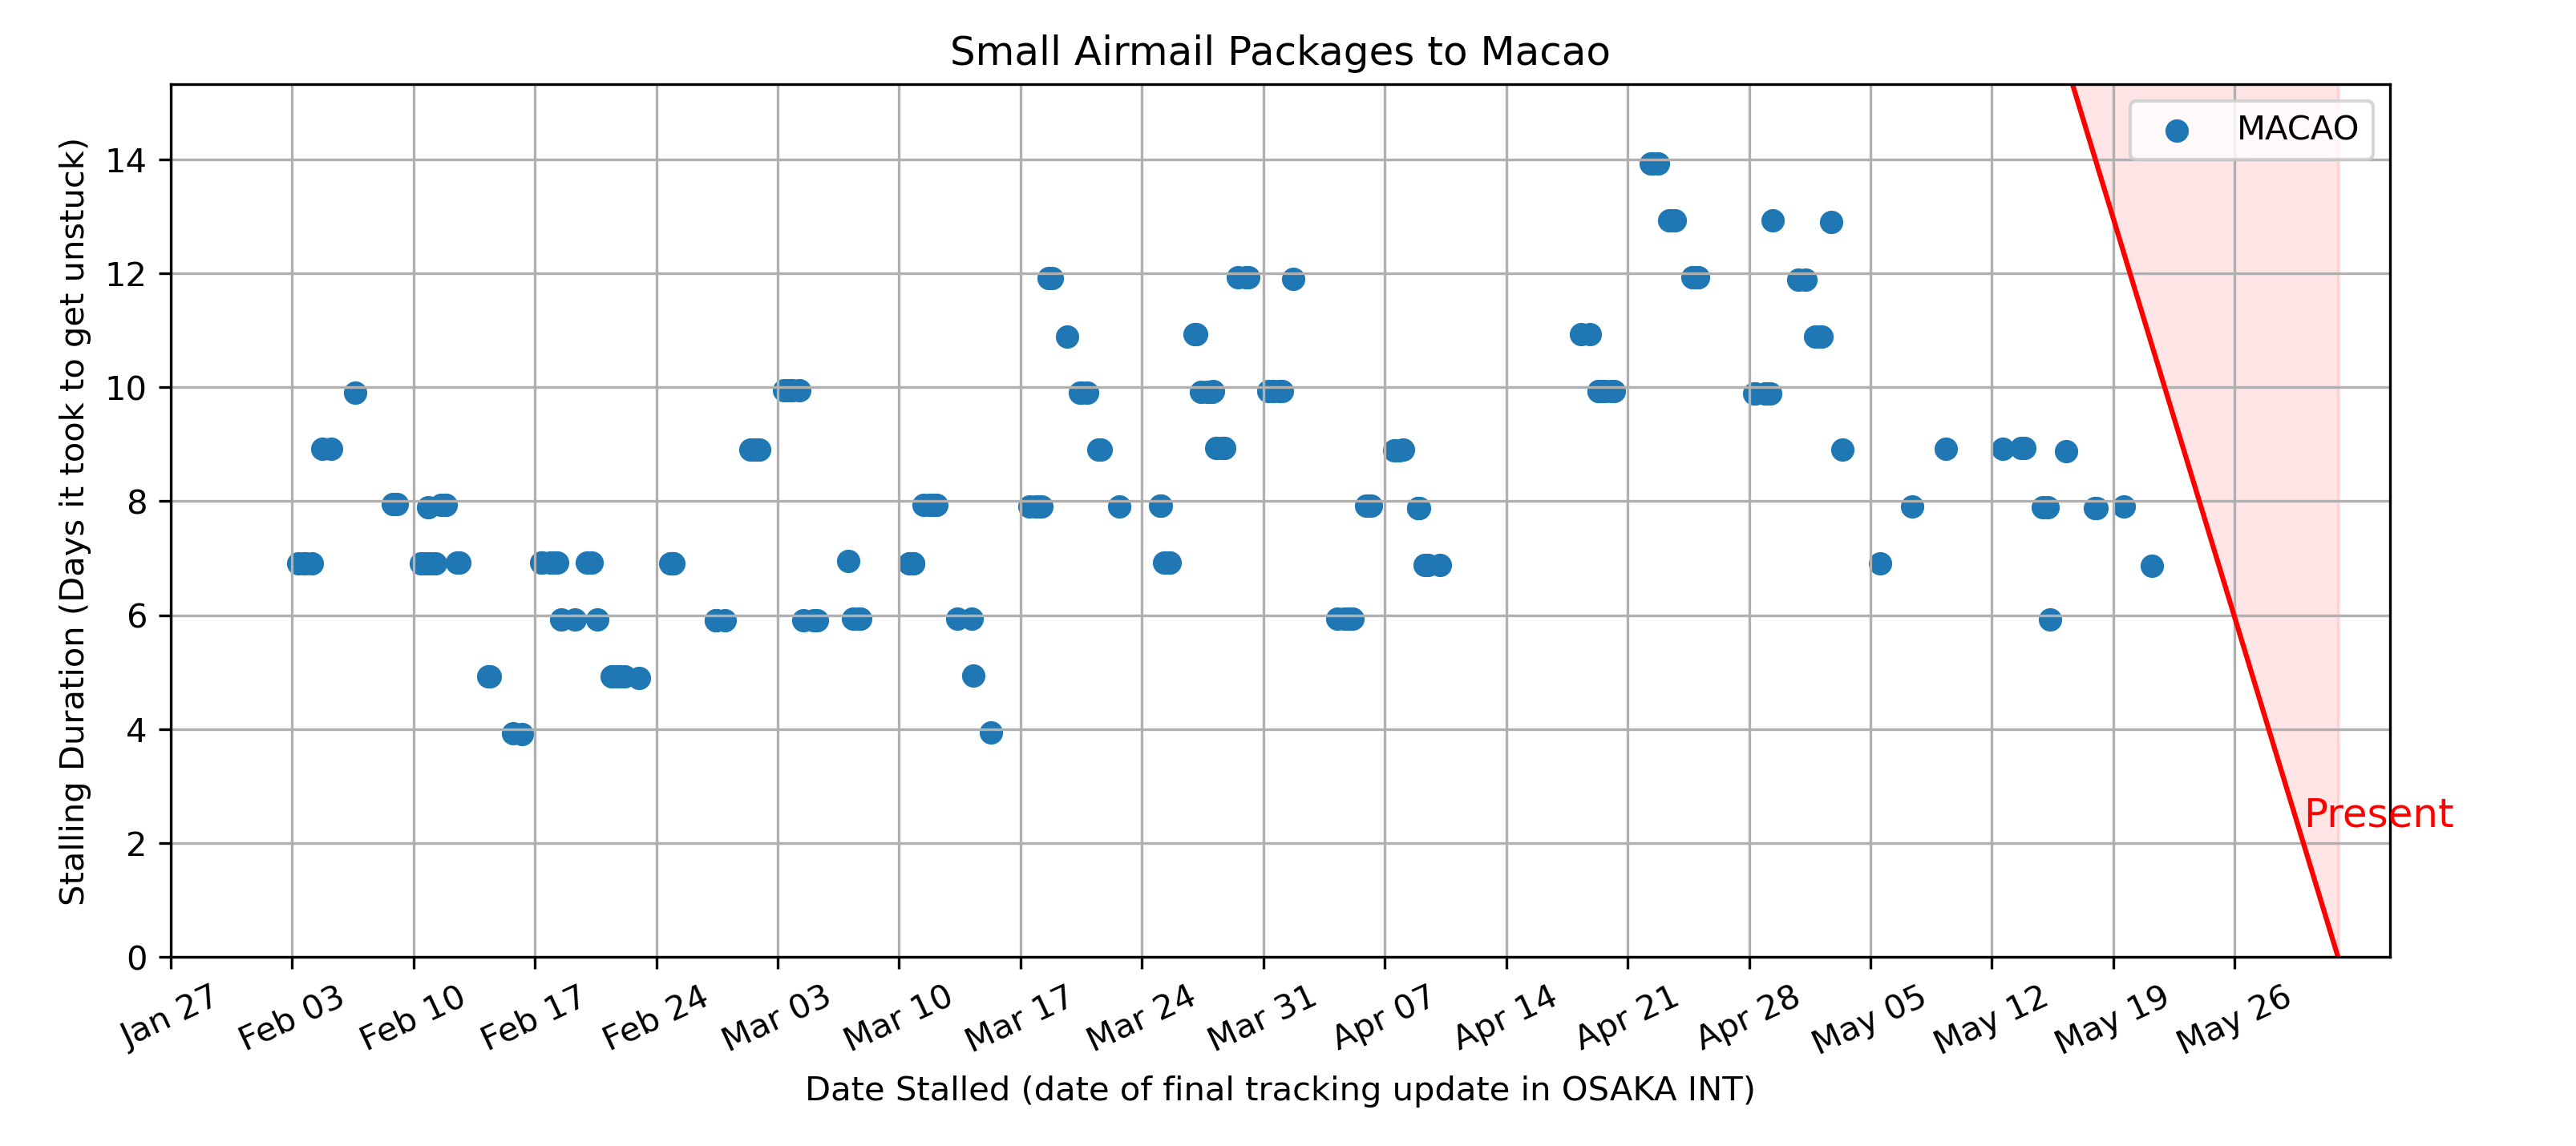 Small Airmail Packages to Macao
MACAO
Stalling Duration (Days it took to get unstuck)
14
12
10
8
6
4
2
0
Present
Jan 27
Feb 03
Feb 10
Feb 17
Feb 24
Mar 03
Mar 10
Mar 17
Mar 24
Mar 31
Apr 07
Apr 14
Apr 21
Apr 28
May 05
May 12
May 19
May 26
Date Stalled (date of final tracking update in OSAKA INT)